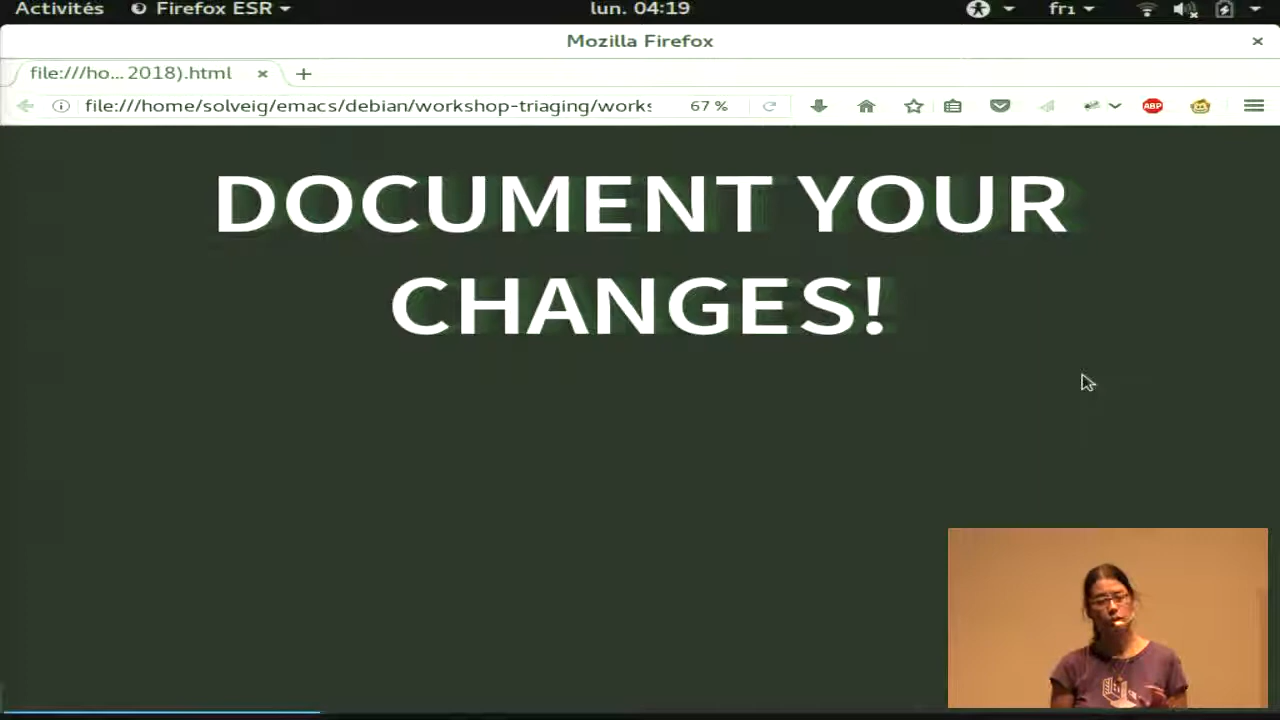 Activités Firefox ESR lun. 04:19 fr1
Mozilla Firefox
file:///ho... 2018).html
file:///home/solveig/emacs/debian/workshop-triaging/works 67 %
ABP
DOCUMENT YOUR
CHANGES!